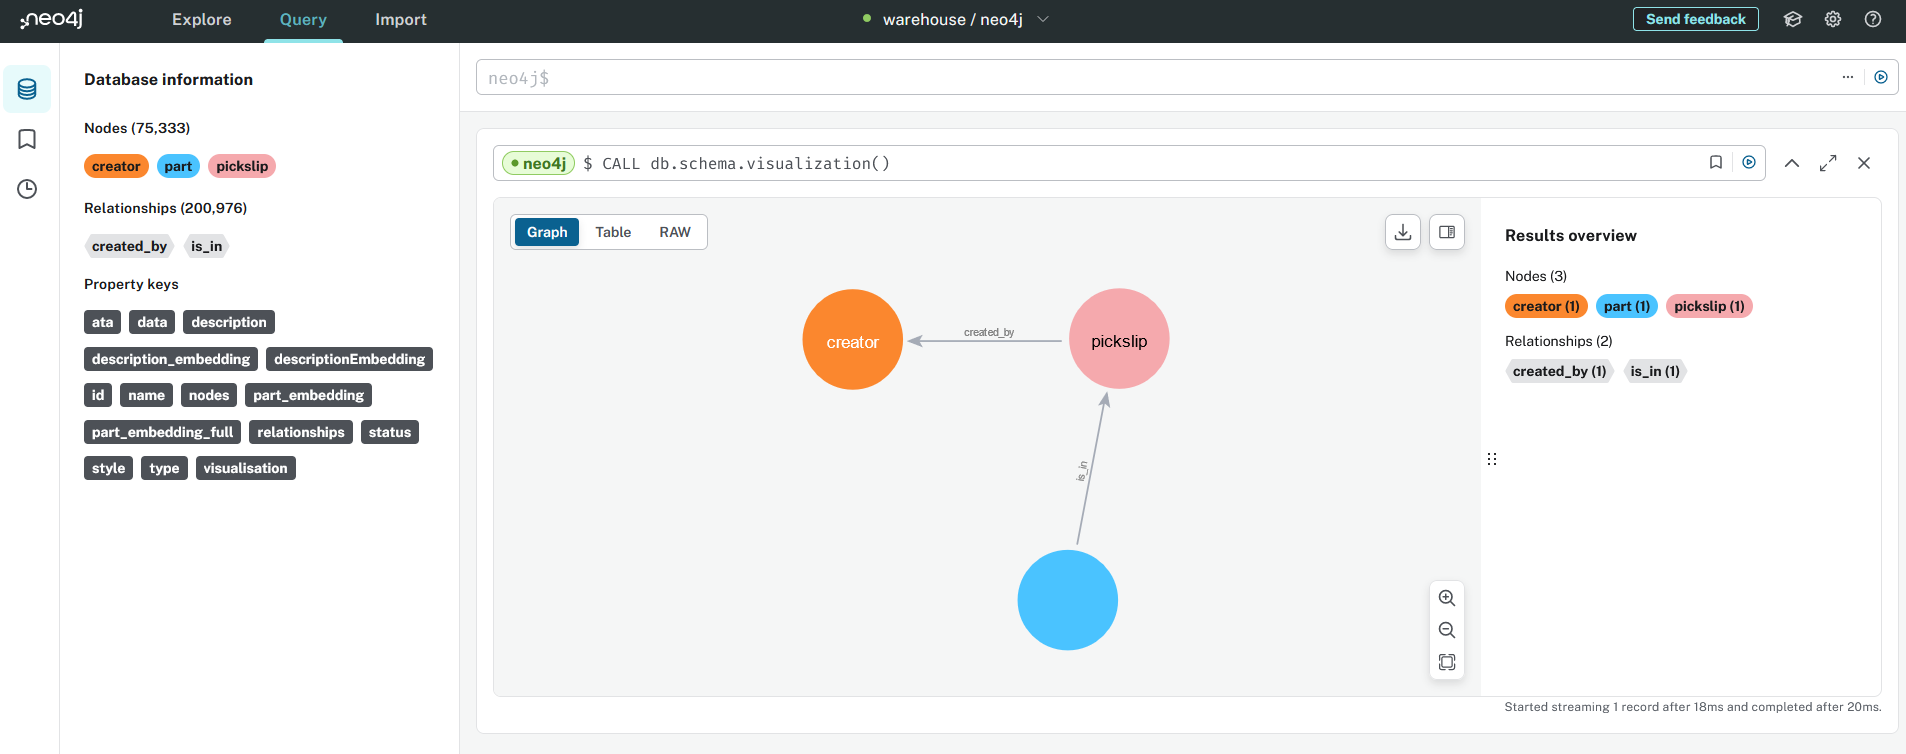 neo4j
Explore
Query
Import
warehouse / neo4j
Send feedback
Database information
Nodes (75,333)
creator part pickslip
Relationships (200,976)
created_by is_in
Property keys
ata data description
description_embedding descriptionEmbedding
id name nodes part_embedding
part_embedding_full relationships status
style type visualisation
neo4j$
neo4j $ CALL db.schema.visualization()
Graph Table RAW
creator
created_by
pickslip
is_in
Results overview
Nodes (3)
creator (1) part (1) pickslip (1)
Relationships (2)
created_by (1) is_in (1)
Started streaming 1 record after 18ms and completed after 20ms.